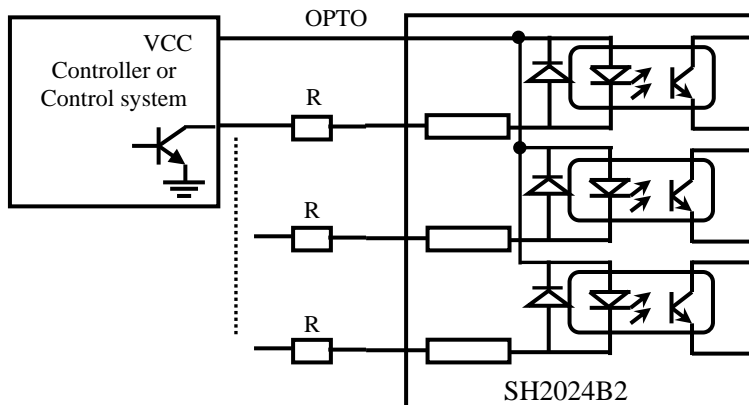 OPTO
VCC
Controller or
Control system
R
R
R
SH2024B2